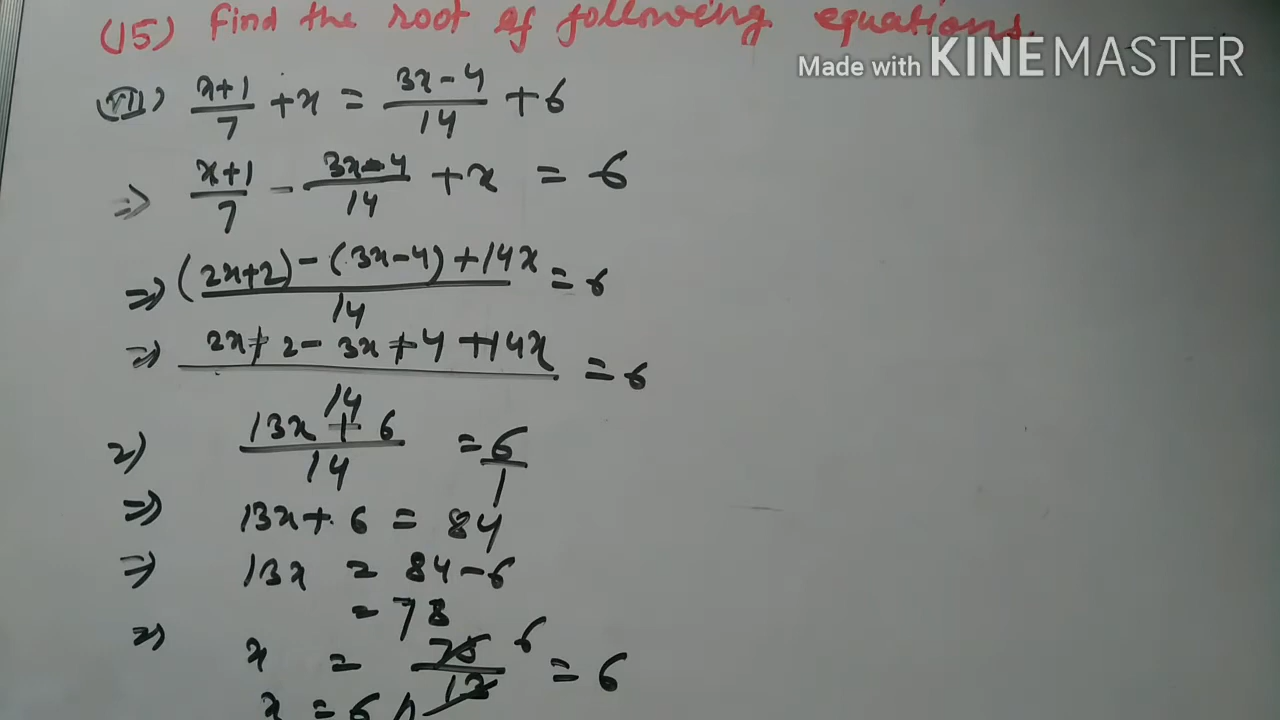 (15) Find the root of following equations.
Made with KINEMASTER
(VII) (x+1)/7 + x = (3x-4)/14 + 6
=> (x+1)/7 - (3x-4)/14 + x = 6
=> ((2x+2) - (3x-4) + 14x)/14 = 6
=> (2x+2-3x+4+14x)/14 = 6
=> (13x+6)/14 = 6/1
=> 13x+6 = 84
=> 13x = 84-6
= 78
=> x = 78/13 6 = 6
x = 6